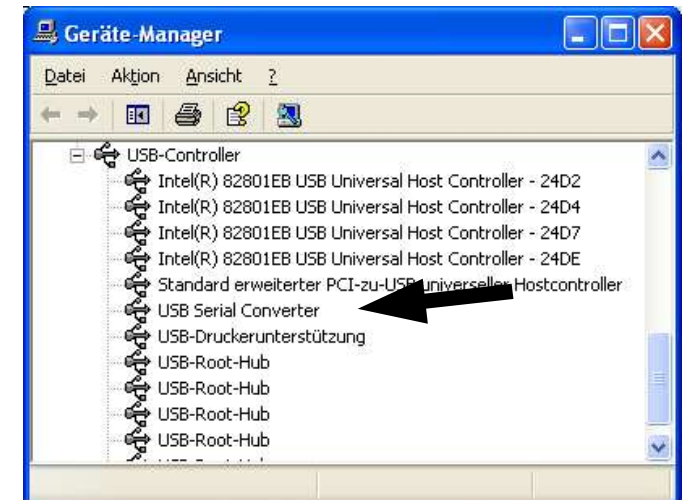 Geräte-Manager
Datei Aktion Ansicht ?
USB-Controller
Intel(R) 82801EB USB Universal Host Controller - 24D2
Intel(R) 82801EB USB Universal Host Controller - 24D4
Intel(R) 82801EB USB Universal Host Controller - 24D7
Intel(R) 82801EB USB Universal Host Controller - 24DE
Standard erweiterter PCI-zu-USB universeller Hostcontroller
USB Serial Converter
USB-Druckerunterstützung
USB-Root-Hub
USB-Root-Hub
USB-Root-Hub
USB-Root-Hub